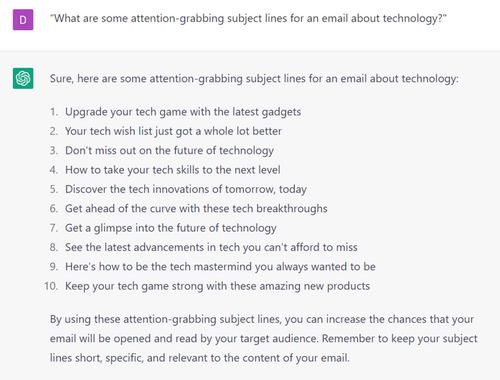 D
"What are some attention-grabbing subject lines for an email about technology?"
Sure, here are some attention-grabbing subject lines for an email about technology:
1. Upgrade your tech game with the latest gadgets
2. Your tech wish list just got a whole lot better
3. Don't miss out on the future of technology
4. How to take your tech skills to the next level
5. Discover the tech innovations of tomorrow, today
6. Get ahead of the curve with these tech breakthroughs
7. Get a glimpse into the future of technology
8. See the latest advancements in tech you can't afford to miss
9. Here's how to be the tech mastermind you always wanted to be
10. Keep your tech game strong with these amazing new products
By using these attention-grabbing subject lines, you can increase the chances that your
email will be opened and read by your target audience. Remember to keep your subject
lines short, specific, and relevant to the content of your email.